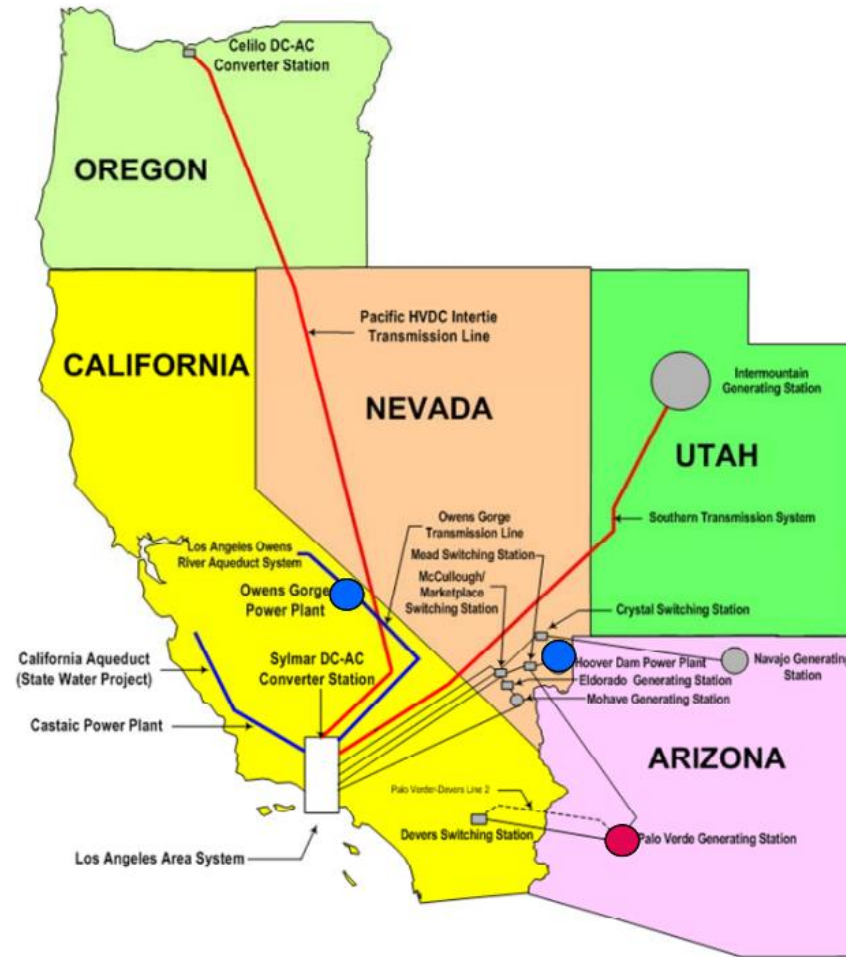 Celilo DC-AC
Converter Station
OREGON
Pacific HVDC Intertie
Transmission Line
CALIFORNIA
NEVADA
Intermountain
Generating Station
UTAH
Southern Transmission System
Owens Gorge
Transmission Line
Los Angeles Owens
River Aqueduct System
Mead Switching Station
McCullough/
Marketplace
Switching Station
Owens Gorge
Power Plant
Crystal Switching Station
California Aqueduct
(State Water Project)
Sylmar DC-AC
Converter Station
Hoover Dam Power Plant
Navajo Generating
Station
Eldorado Generating Station
Mohave Generating Station
Castaic Power Plant
ARIZONA
Palo Verder-Devers Line 2
Devers Switching Station
Palo Verde Generating Station
Los Angeles Area System